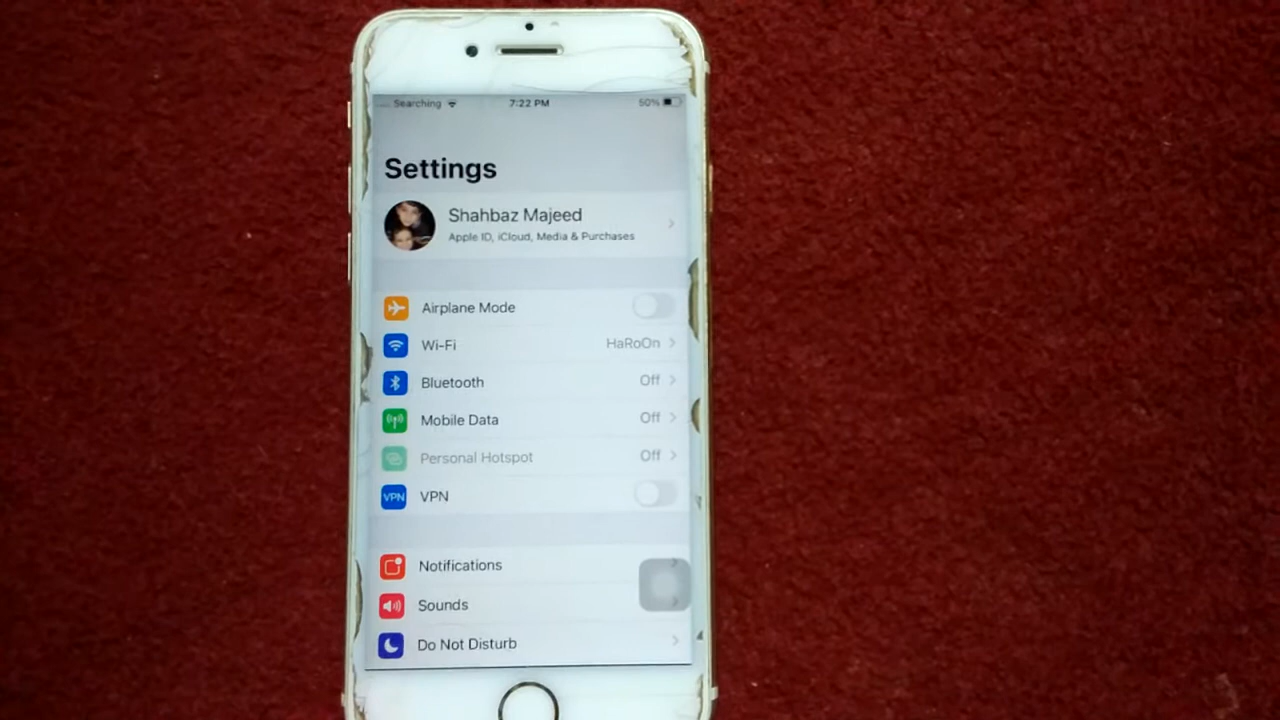 Searching 7:22 PM 50%
Settings
Shahbaz Majeed
Apple ID, iCloud, Media & Purchases
Airplane Mode
Wi-Fi HaRoOn
Bluetooth Off
Mobile Data Off
Personal Hotspot Off
VPN VPN
Notifications
Sounds
Do Not Disturb